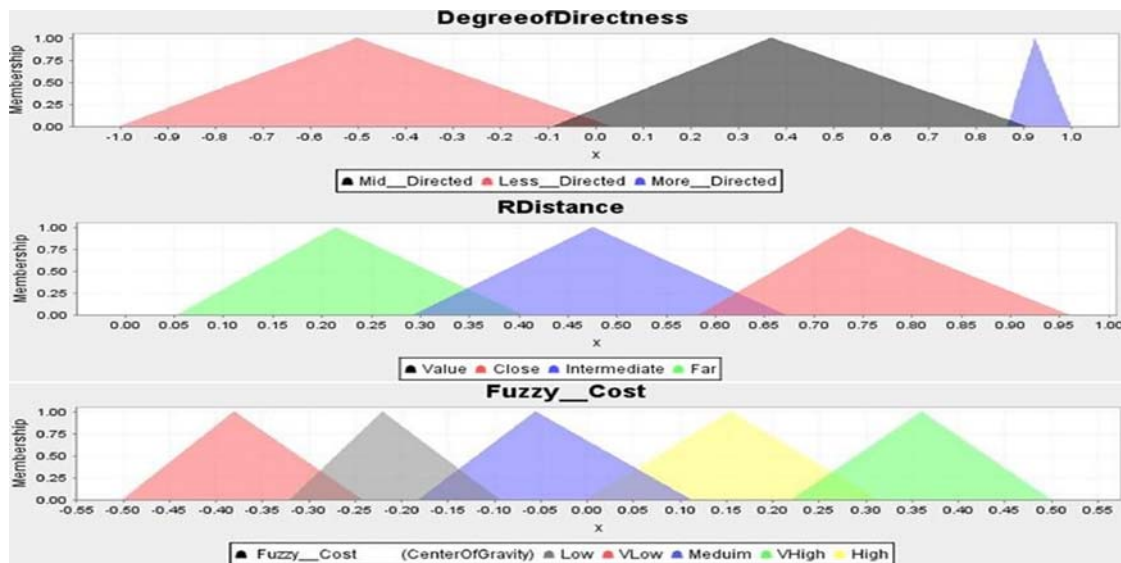 DegreeofDirectness
Membership
1.00
0.75
0.50
0.25
0.00
-1.0 -0.9 -0.8 -0.7 -0.6 -0.5 -0.4 -0.3 -0.2 -0.1 0.0 0.1 0.2 0.3 0.4 0.5 0.6 0.7 0.8 0.9 1.0
x
Mid__Directed Less__Directed More__Directed
RDistance
Membership
1.00
0.75
0.50
0.25
0.00
0.00 0.05 0.10 0.15 0.20 0.25 0.30 0.35 0.40 0.45 0.50 0.55 0.60 0.65 0.70 0.75 0.80 0.85 0.90 0.95 1.00
x
Value Close Intermediate Far
Fuzzy__Cost
Membership
1.00
0.75
0.50
0.25
0.00
-0.55 -0.50 -0.45 -0.40 -0.35 -0.30 -0.25 -0.20 -0.15 -0.10 -0.05 0.00 0.05 0.10 0.15 0.20 0.25 0.30 0.35 0.40 0.45 0.50 0.55
x
Fuzzy__Cost (CenterOfGravity) Low VLow Meduim VHigh High